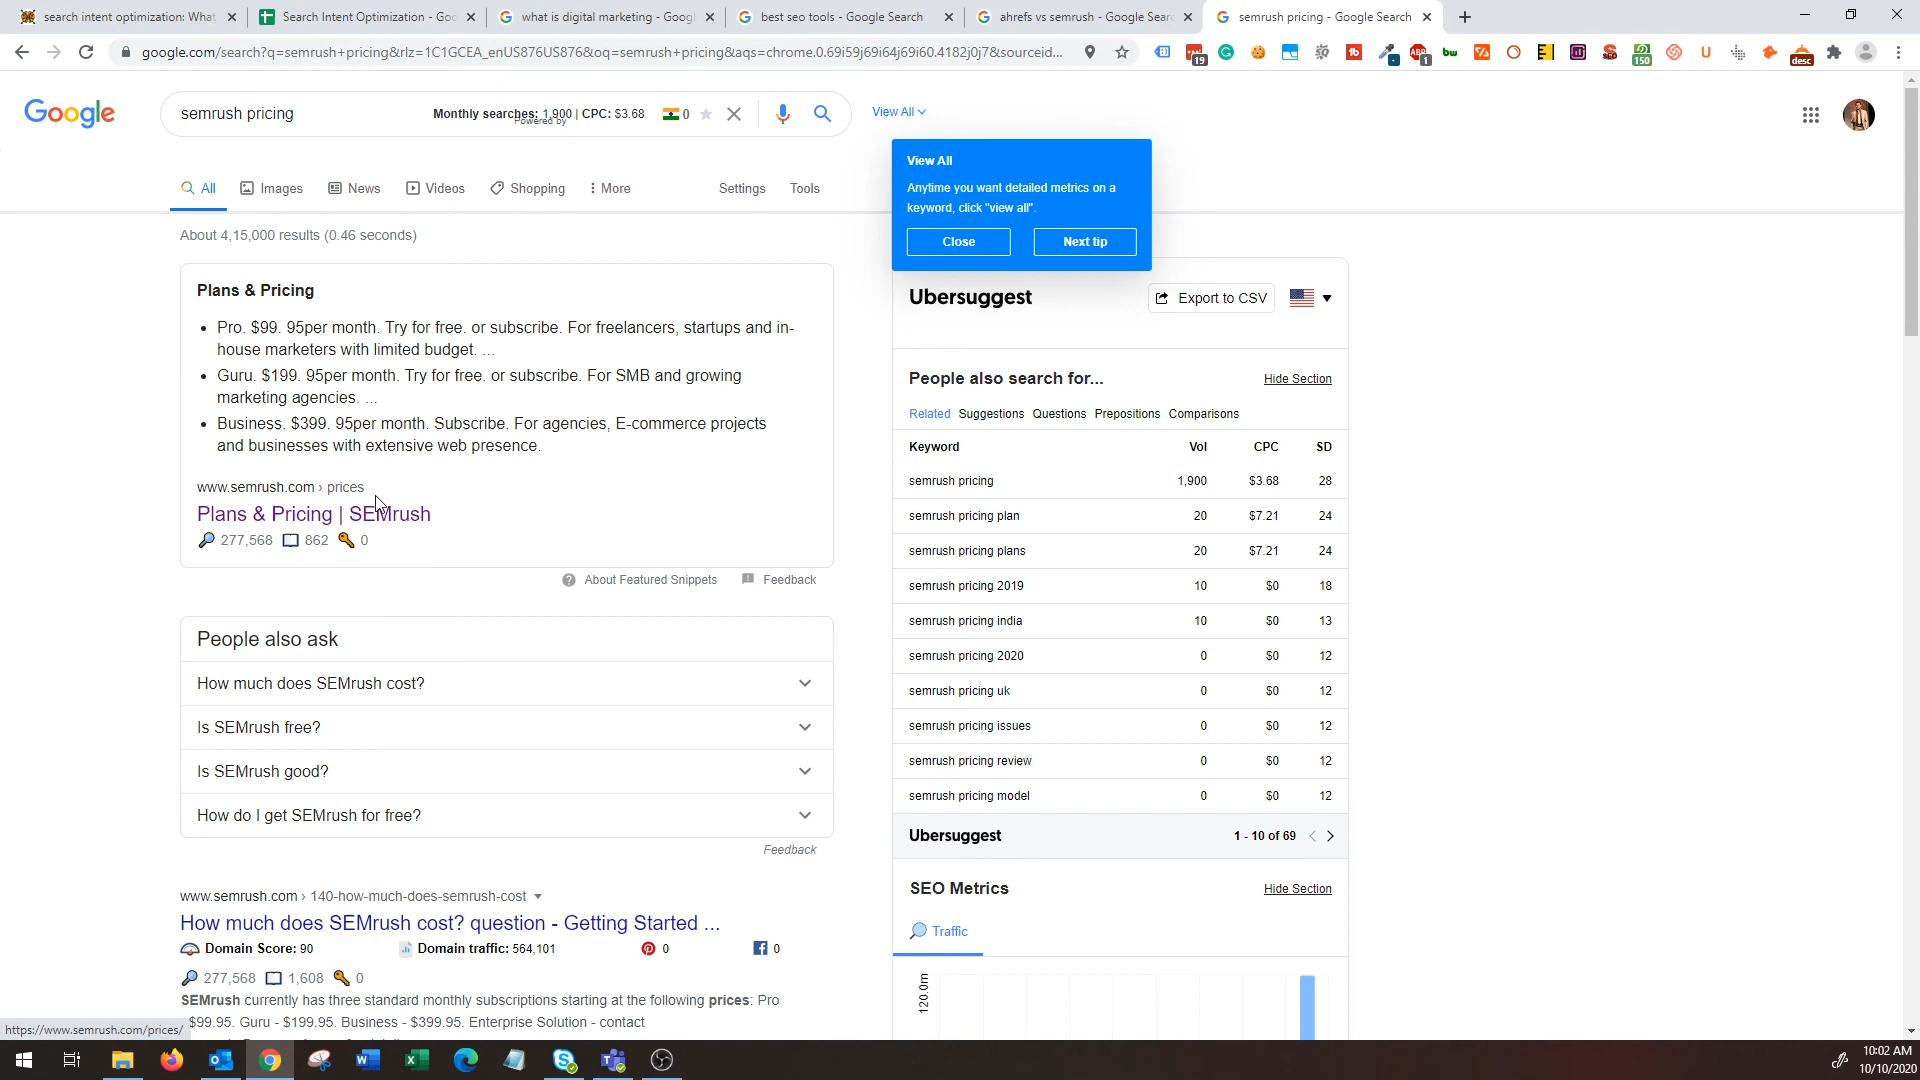 search intent optimization: What
Search Intent Optimization - Goo
what is digital marketing - Googl
best seo tools - Google Search
ahrefs vs semrush - Google Searc
semrush pricing - Google Search
google.com/search?q=semrush+pricing&rlz=1C1GCEA_enUS876US876&oq=semrush+pricing&aqs=chrome.0.69i59j69i64j69i60.4182j0j7&sourceid...
19
1
bw
150
desc
Google
semrush pricing
Monthly searches: 1,900 | CPC: $3.68
Powered by
0
View All
All
Images
News
Videos
Shopping
More
Settings
Tools
View All
Anytime you want detailed metrics on a
keyword, click "view all".
Close
Next tip
About 4,15,000 results (0.46 seconds)
Plans & Pricing
Pro. $99. 95per month. Try for free. or subscribe. For freelancers, startups and in-
house marketers with limited budget. ...
Guru. $199. 95per month. Try for free. or subscribe. For SMB and growing
marketing agencies. ...
Business. $399. 95per month. Subscribe. For agencies, E-commerce projects
and businesses with extensive web presence.
www.semrush.com › prices
Plans & Pricing | SEMrush
277,568 862 0
About Featured Snippets
Feedback
People also ask
How much does SEMrush cost?
Is SEMrush free?
Is SEMrush good?
How do I get SEMrush for free?
Feedback
www.semrush.com › 140-how-much-does-semrush-cost
How much does SEMrush cost? question - Getting Started ...
Domain Score: 90 Domain traffic: 564,101 0 0
277,568 1,608 0
SEMrush currently has three standard monthly subscriptions starting at the following prices: Pro
$99.95. Guru - $199.95. Business - $399.95. Enterprise Solution - contact
https://www.semrush.com/prices/
Ubersuggest
Export to CSV
People also search for...
Hide Section
Related Suggestions Questions Prepositions Comparisons
Keyword Vol CPC SD
semrush pricing 1,900 $3.68 28
semrush pricing plan 20 $7.21 24
semrush pricing plans 20 $7.21 24
semrush pricing 2019 10 $0 18
semrush pricing india 10 $0 13
semrush pricing 2020 0 $0 12
semrush pricing uk 0 $0 12
semrush pricing issues 0 $0 12
semrush pricing review 0 $0 12
semrush pricing model 0 $0 12
Ubersuggest
1 - 10 of 69
SEO Metrics
Hide Section
Traffic
120.0m
10:02 AM
10/10/2020